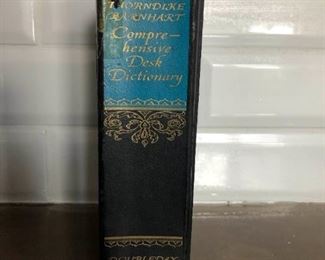 THORNDIKE
BARNHART
Compre–
hensive
Desk
Dictionary
DOUBLEDAY